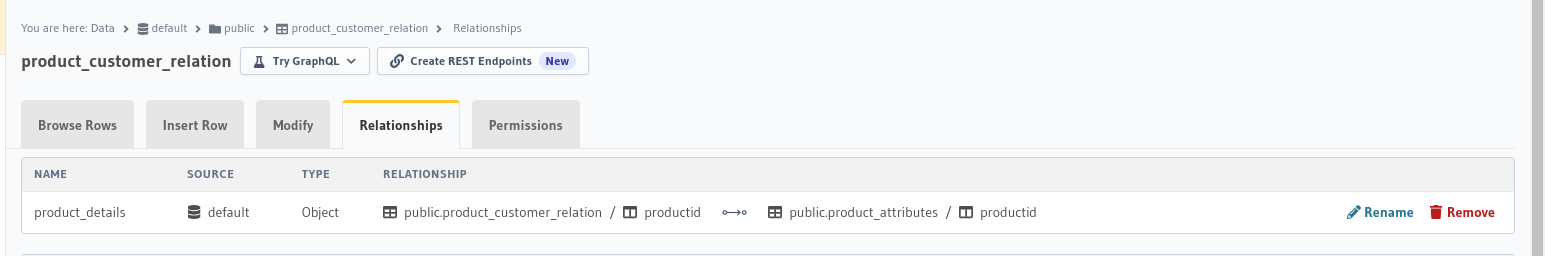 You are here: Data > default > public > product_customer_relation > Relationships
product_customer_relation Try GraphQL Create REST Endpoints New
Browse Rows Insert Row Modify Relationships Permissions
NAME SOURCE TYPE RELATIONSHIP
product_details default Object public.product_customer_relation / productid public.product_attributes / productid Rename Remove